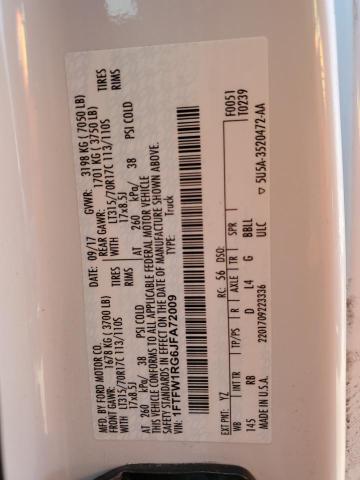 MFD. BY FORD MOTOR CO.
09/17 GVWR: 3198 KG ( 7050 LB)
FRONT GAWR: 1678 KG ( 3700 LB) REAR GAWR: 1701 KG ( 3750 LB)
WITH LT315/70R17C 113/110S TIRES WITH LT315/70R17C 113/110S TIRES
17x8.5J RIMS 17x8.5J RIMS
AT 260 kPa/ 38 PSI COLD AT 260 kPa/ 38 PSI COLD
THIS VEHICLE CONFORMS TO ALL APPLICABLE FEDERAL MOTOR VEHICLE
SAFETY STANDARDS IN EFFECT ON THE DATE OF MANUFACTURE SHOWN ABOVE.
VIN: 1FTFW1RG6JFA72009
TYPE: Truck
F0051
T0239
EXT PNT: YZ RC: 56 DSO:
WB INT TR TP/PS R AXLE TR SPR
145 RB D L4 G BBLL
MADE IN U.S.A. 2201709223336 ULC
▽ 5U5A-3520472-AA